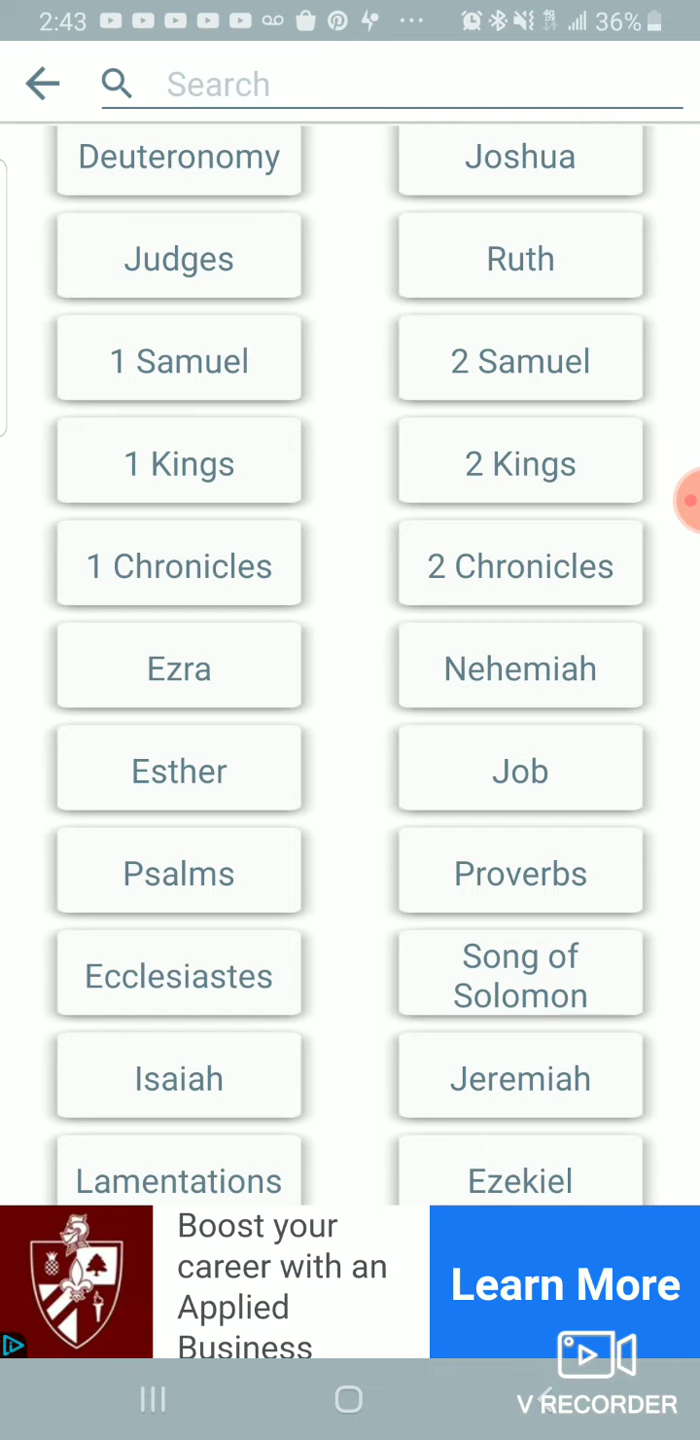 2:43
36%
Search
Deuteronomy
Joshua
Judges
Ruth
1 Samuel
2 Samuel
1 Kings
2 Kings
1 Chronicles
2 Chronicles
Ezra
Nehemiah
Esther
Job
Psalms
Proverbs
Ecclesiastes
Song of
Solomon
Isaiah
Jeremiah
Lamentations
Ezekiel
Boost your
career with an
Applied
Business
Learn More
V RECORDER